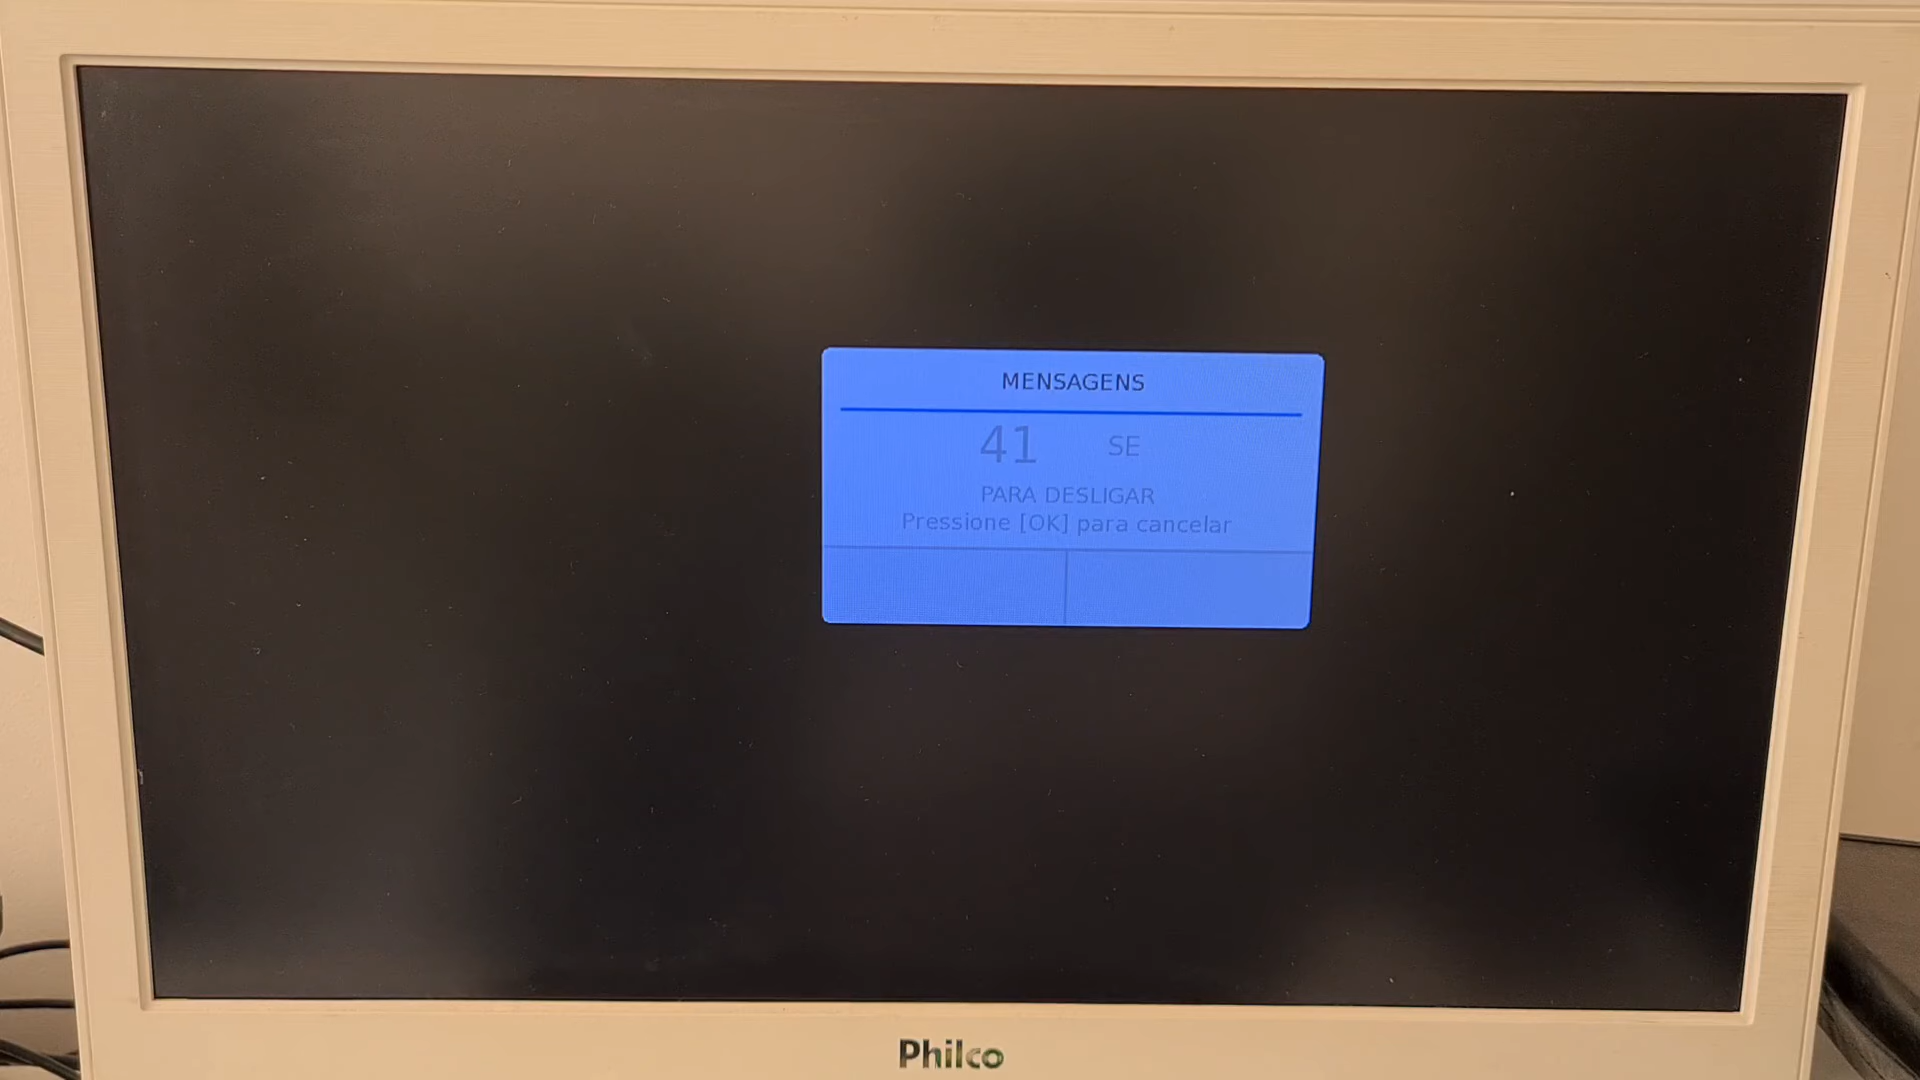 MENSAGENS
41 SE
PARA DESLIGAR
Pressione [OK] para cancelar
Philco